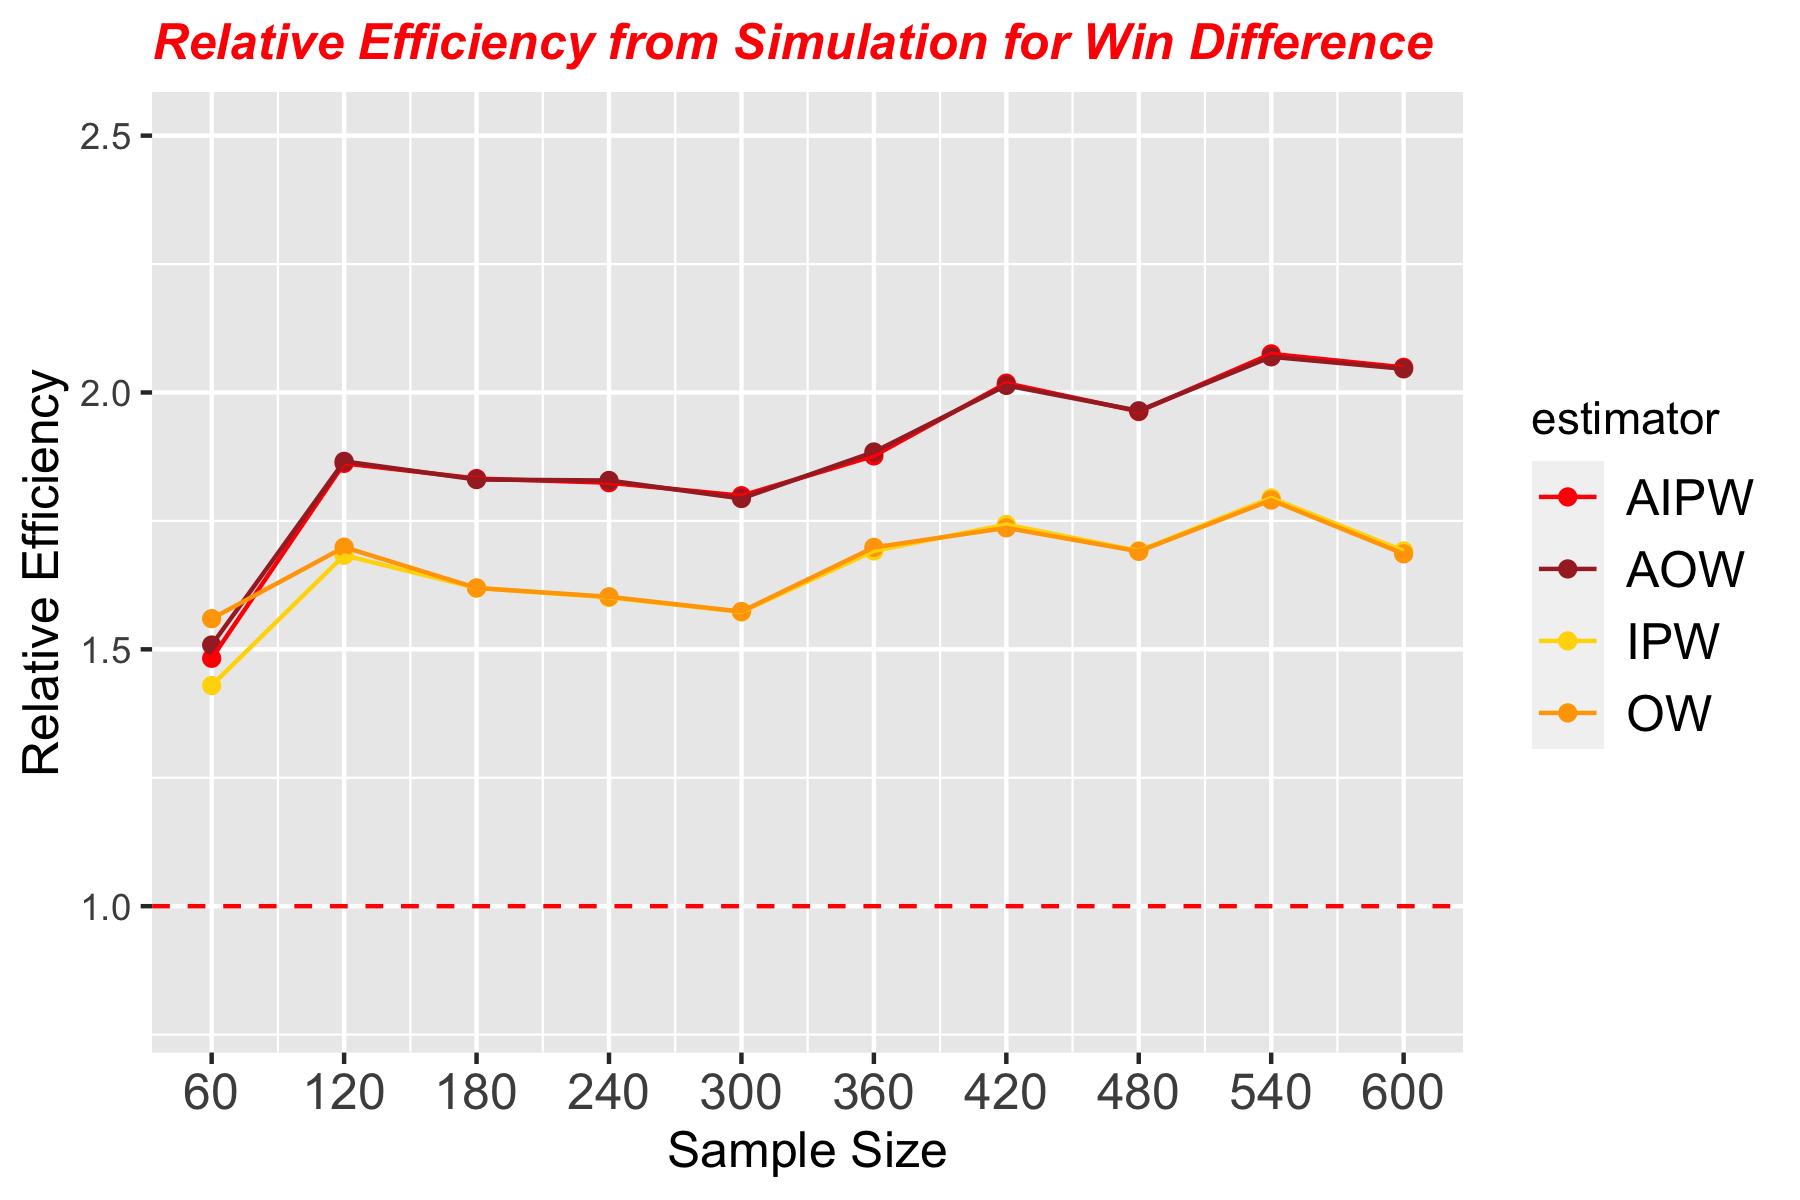 Relative Efficiency from Simulation for Win Difference
2.5
2.0
1.5
1.0
Relative Efficiency
60 120 180 240 300 360 420 480 540 600
Sample Size
estimator
AIPW
AOW
IPW
OW